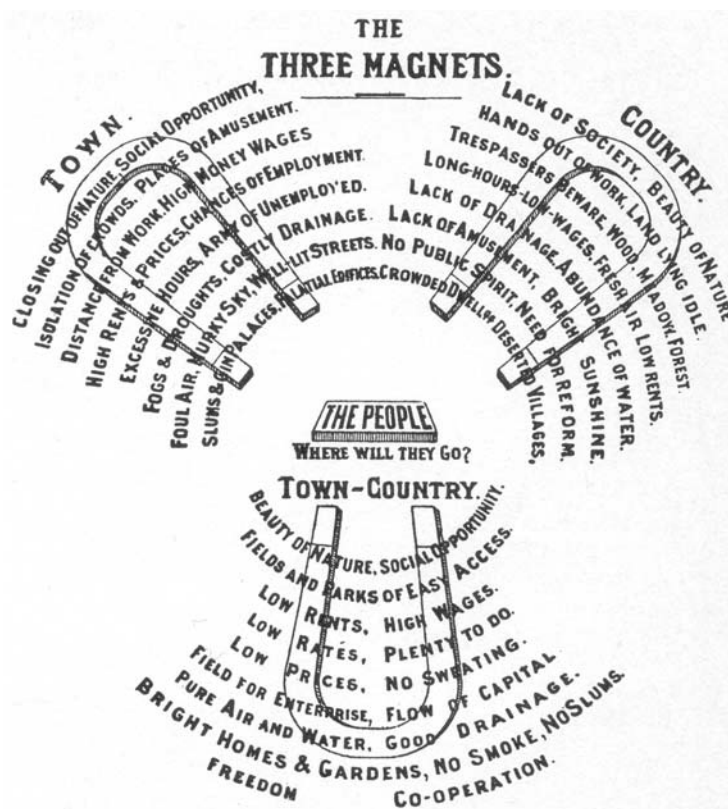 THE
THREE MAGNETS.
TOWN.
CLOSING OUT OF NATURE, SOCIAL OPPORTUNITY,
ISOLATION OF CROWDS, PLACES OF AMUSEMENT.
DISTANCE FROM WORK, HIGH MONEY WAGES
HIGH RENTS & PRICES, CHANCES OF EMPLOYMENT.
EXCESSIVE HOURS, ARMY OF UNEMPLOYED.
FOGS & DROUGHTS, COSTLY DRAINAGE.
FOUL AIR, MURKY SKY, WELL-LIT STREETS.
SLUMS & GIN PALACES, PALATIAL EDIFICES.
COUNTRY.
LACK OF SOCIETY, BEAUTY OF NATURE
HANDS OUT OF WORK, LAND LYING IDLE.
TRESPASSERS BEWARE, WOOD, MEADOW, FOREST.
LONG-HOURS-LOW-WAGES, FRESH AIR LOW RENTS.
LACK OF DRAINAGE, ABUNDANCE OF WATER.
LACK OF AMUSEMENT, BRIGHT SUNSHINE.
NO PUBLIC SPIRIT, NEED FOR REFORM.
CROWDED DWELLGS DESERTED VILLAGES,
THE PEOPLE
WHERE WILL THEY GO?
TOWN-COUNTRY.
BEAUTY OF NATURE, SOCIAL OPPORTUNITY.
FIELDS AND PARKS OF EASY ACCESS.
LOW RENTS, HIGH WAGES.
LOW RATES, PLENTY TO DO.
LOW PRICES, NO SWEATING.
FIELD FOR ENTERPRISE, FLOW OF CAPITAL
PURE AIR AND WATER, GOOD DRAINAGE.
BRIGHT HOMES & GARDENS, NO SMOKE, NO SLUMS.
FREEDOM CO-OPERATION.